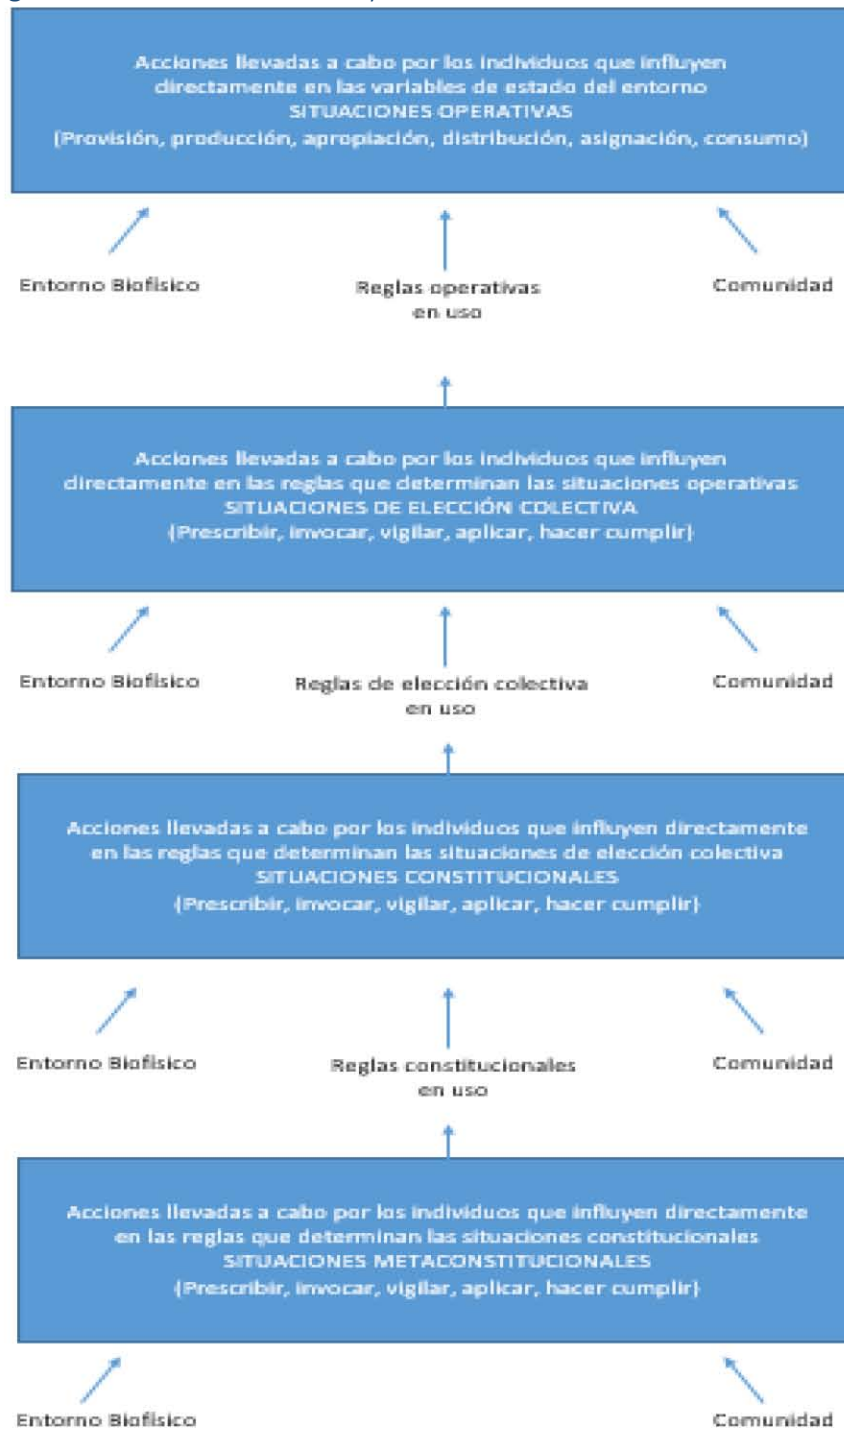 Acciones llevadas a cabo por los individuos que influyen
directamente en las variables de estado del entorno
SITUACIONES OPERATIVAS
(Provisión, producción, apropiación, distribución, asignación, consumo)
Entorno Biofísico
Reglas operativas
en uso
Comunidad
Acciones llevadas a cabo por los individuos que influyen
directamente en las reglas que determinan las situaciones operativas
SITUACIONES DE ELECCIÓN COLECTIVA
(Prescribir, invocar, vigilar, aplicar, hacer cumplir)
Entorno Biofísico
Reglas de elección colectiva
en uso
Comunidad
Acciones llevadas a cabo por los individuos que influyen directamente
en las reglas que determinan las situaciones de elección colectiva
SITUACIONES CONSTITUCIONALES
(Prescribir, invocar, vigilar, aplicar, hacer cumplir)
Entorno Biofísico
Reglas constitucionales
en uso
Comunidad
Acciones llevadas a cabo por los individuos que influyen directamente
en las reglas que determinan las situaciones constitucionales
SITUACIONES METACONSTITUCIONALES
(Prescribir, invocar, vigilar, aplicar, hacer cumplir)
Entorno Biofísico
Comunidad